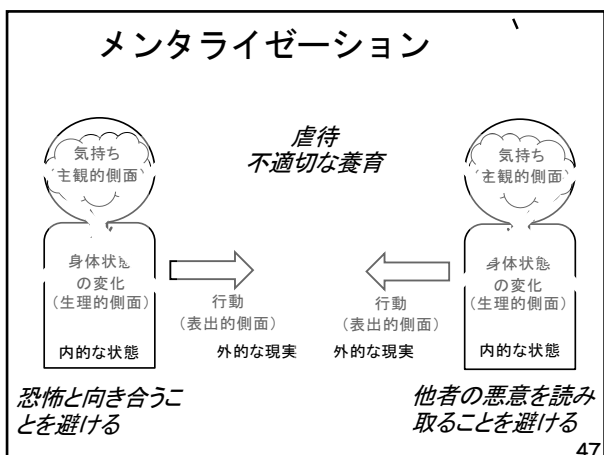 メンタライゼーション
虐待
不適切な養育
気持ち
主観的側面
身体状態
の変化
(生理的側面)
内的な状態
行動
(表出的側面)
外的な現実
行動
(表出的側面)
外的な現実
気持ち
主観的側面
身体状態
の変化
(生理的側面)
内的な状態
恐怖と向き合うこ
とを避ける
他者の悪意を読み
取ることを避ける
47